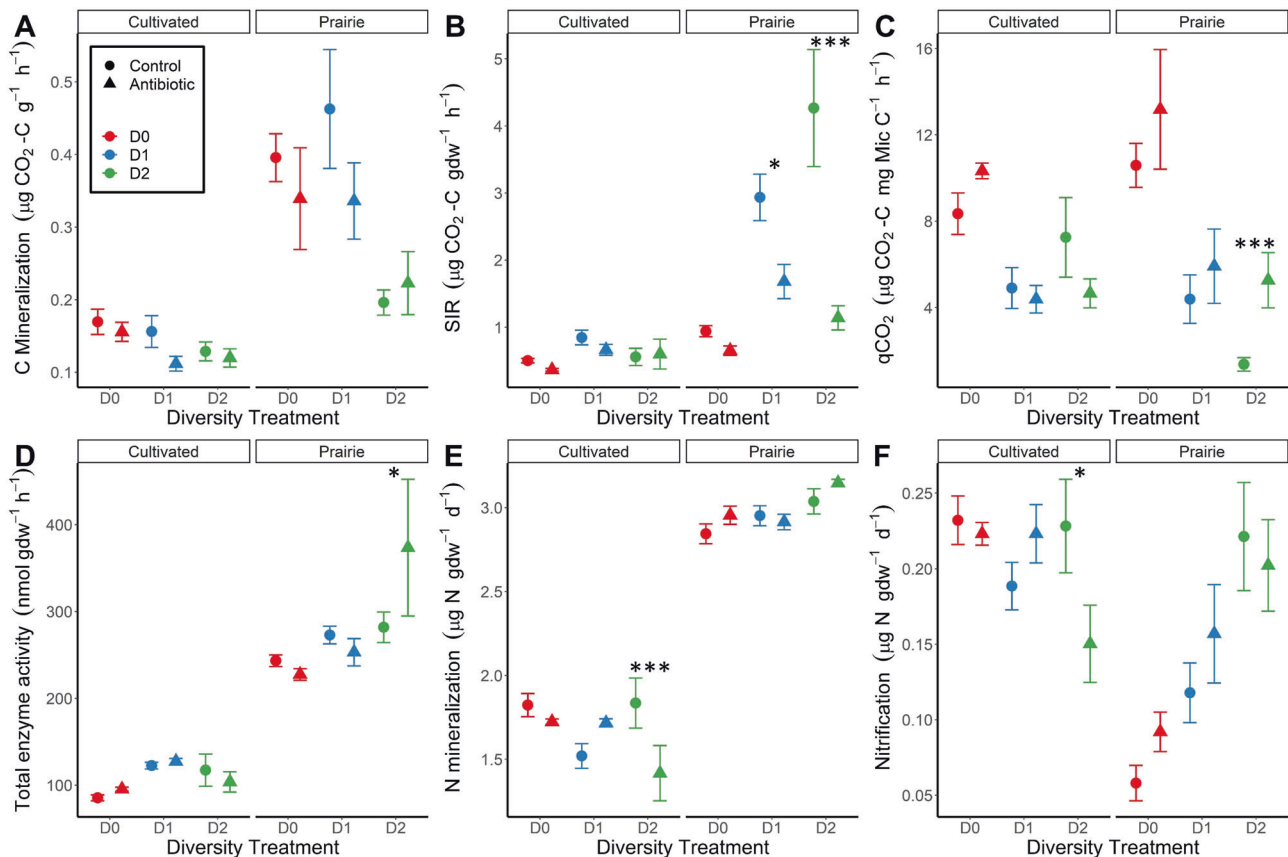 A
Cultivated
Prairie
C Mineralization (μg CO2-C g−1 h−1)
0.5
0.4
0.3
0.2
0.1
Control
Antibiotic
D0
D1
D2
D0 D1 D2
D0 D1 D2
Diversity Treatment
B
Cultivated
Prairie
SIR (μg CO2-C gdw−1 h−1)
5
4
3
2
1
***
*
D0 D1 D2
D0 D1 D2
Diversity Treatment
C
Cultivated
Prairie
qCO2 (μg CO2-C mg Mic C−1 h−1)
16
12
8
4
***
D0 D1 D2
D0 D1 D2
Diversity Treatment
D
Cultivated
Prairie
Total enzyme activity (nmol gdw−1 h−1)
400
300
200
100
*
D0 D1 D2
D0 D1 D2
Diversity Treatment
E
Cultivated
Prairie
N mineralization (μg N gdw−1 d−1)
3.0
2.5
2.0
1.5
***
D0 D1 D2
D0 D1 D2
Diversity Treatment
F
Cultivated
Prairie
Nitrification (μg N gdw−1 d−1)
0.25
0.20
0.15
0.10
0.05
*
D0 D1 D2
D0 D1 D2
Diversity Treatment